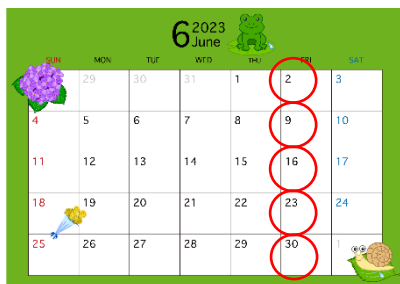 6 2023
June
SUN MON TUE WED THU FRI SAT
29 30 31 1 2 3
4 5 6 7 8 9 10
11 12 13 14 15 16 17
18 19 20 21 22 23 24
25 26 27 28 29 30 1